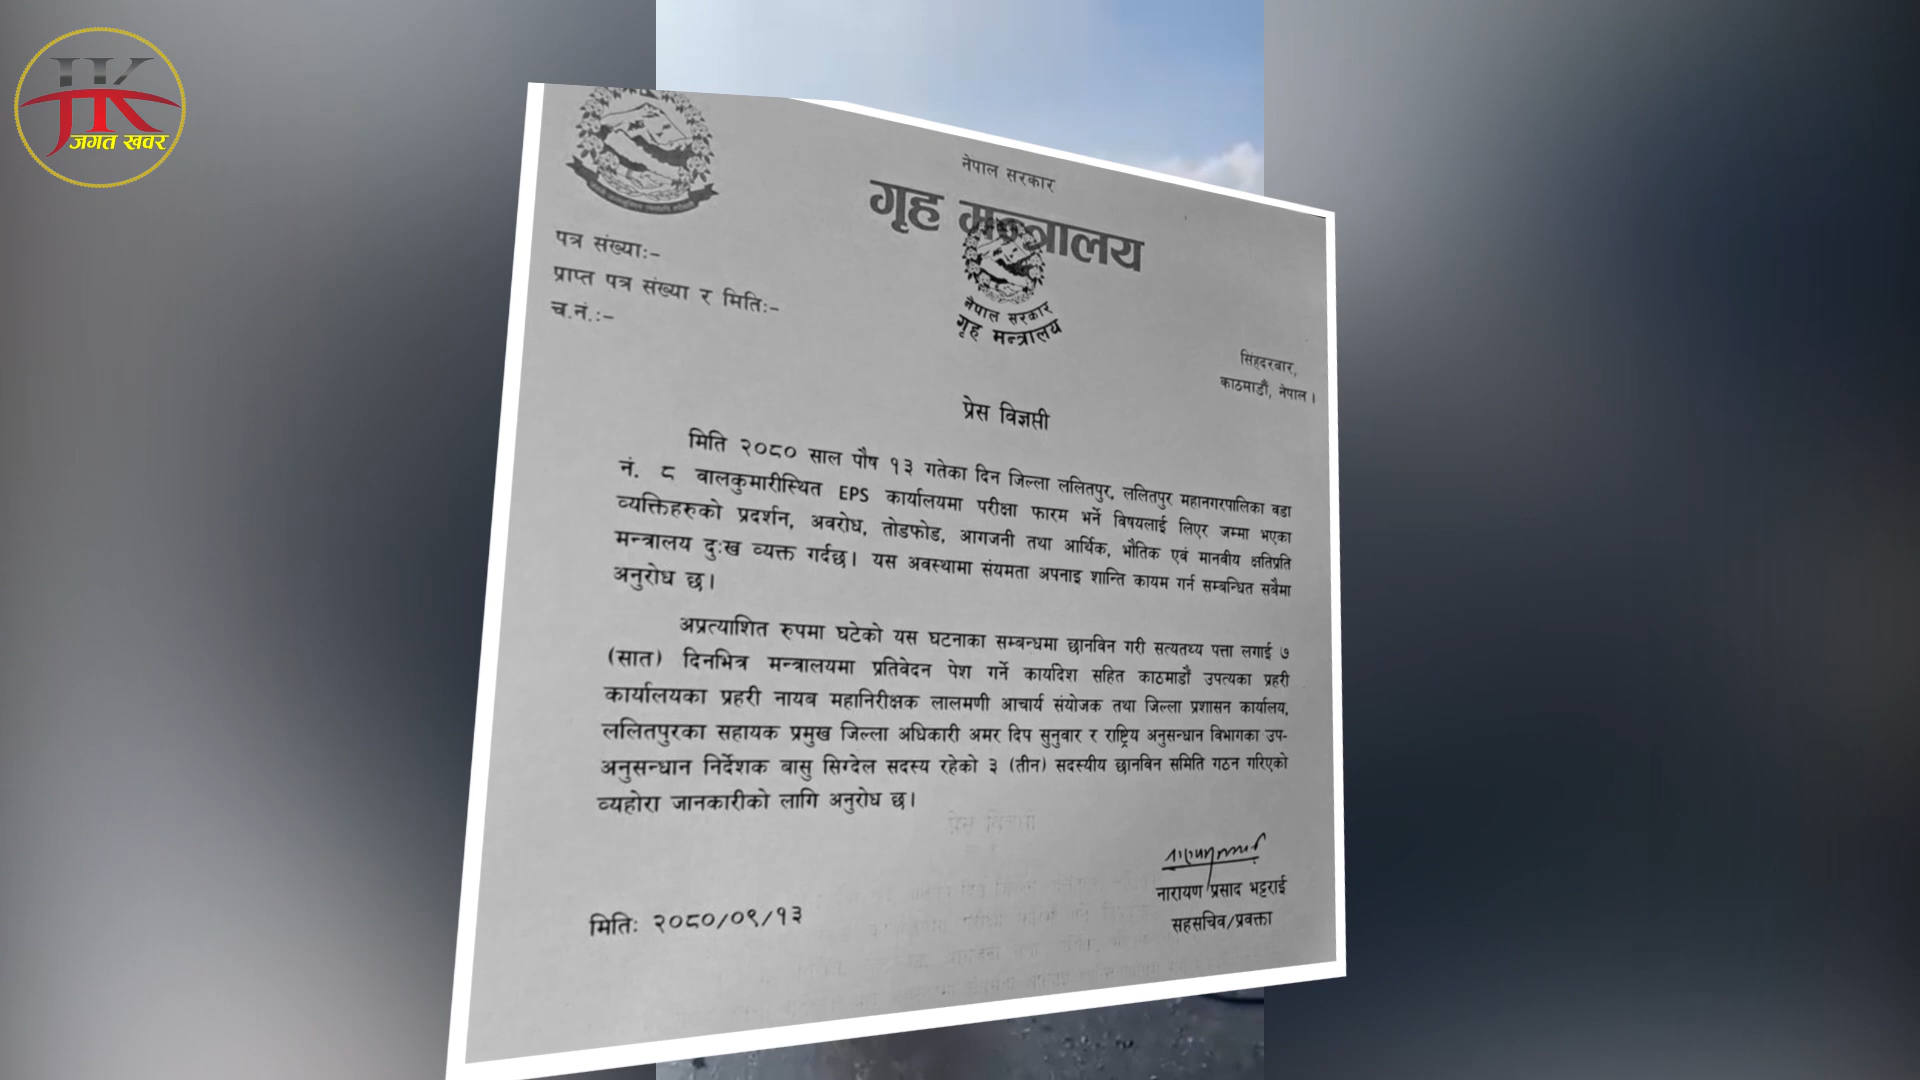 JK
जगत खवर
नेपाल सरकार
गृह मन्त्रालय
नेपाल सरकार
गृह मन्त्रालय
पत्र संख्याः-
प्राप्त पत्र संख्या र मितिः-
च.नं.:-
सिंहदरबार,
काठमाडौं, नेपाल ।
प्रेस विज्ञप्ती
मिति २०८० साल पौष १३ गतेका दिन जिल्ला ललितपुर, ललितपुर महानगरपालिका वडा
नं. ८ वालकुमारीस्थित EPS कार्यालयमा परीक्षा फारम भर्ने विषयलाई लिएर जम्मा भएका
व्यक्तिहरुको प्रदर्शन, अवरोध, तोडफोड, आगजनी तथा आर्थिक, भौतिक एवं मानवीय क्षतिप्रति
मन्त्रालय दुःख व्यक्त गर्दछ। यस अवस्थामा संयमता अपनाइ शान्ति कायम गर्न सम्बन्धित सवैमा
अनुरोध छ।
अप्रत्याशित रुपमा घटेको यस घटनाका सम्बन्धमा छानविन गरी सत्यतथ्य पत्ता लगाई ७
(सात) दिनभित्र मन्त्रालयमा प्रतिवेदन पेश गर्ने कार्यादेश सहित काठमाडौं उपत्यका प्रहरी
कार्यालयका प्रहरी नायब महानिरीक्षक लालमणी आचार्य संयोजक तथा जिल्ला प्रशासन कार्यालय,
ललितपुरका सहायक प्रमुख जिल्ला अधिकारी अमर दिप सुनुवार र राष्ट्रिय अनुसन्धान विभागका उप-
अनुसन्धान निर्देशक बासु सिग्देल सदस्य रहेको ३ (तीन) सदस्यीय छानविन समिति गठन गरिएको
व्यहोरा जानकारीको लागि अनुरोध छ।
नारायण प्रसाद भट्टराई
सहसचिव/प्रवक्ता
मितिः २०८०/०९/१३